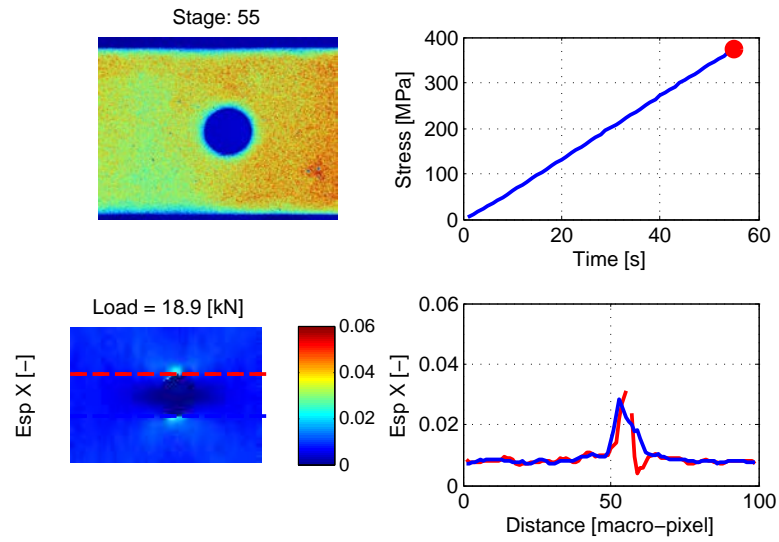 Stage: 55
400
300
200
100
0
Stress [MPa]
0
20
40
60
Time [s]
Load = 18.9 [kN]
Esp X [−]
0.06
0.04
0.02
0
0.06
0.04
0.02
0
Esp X [−]
0
50
100
Distance [macro−pixel]